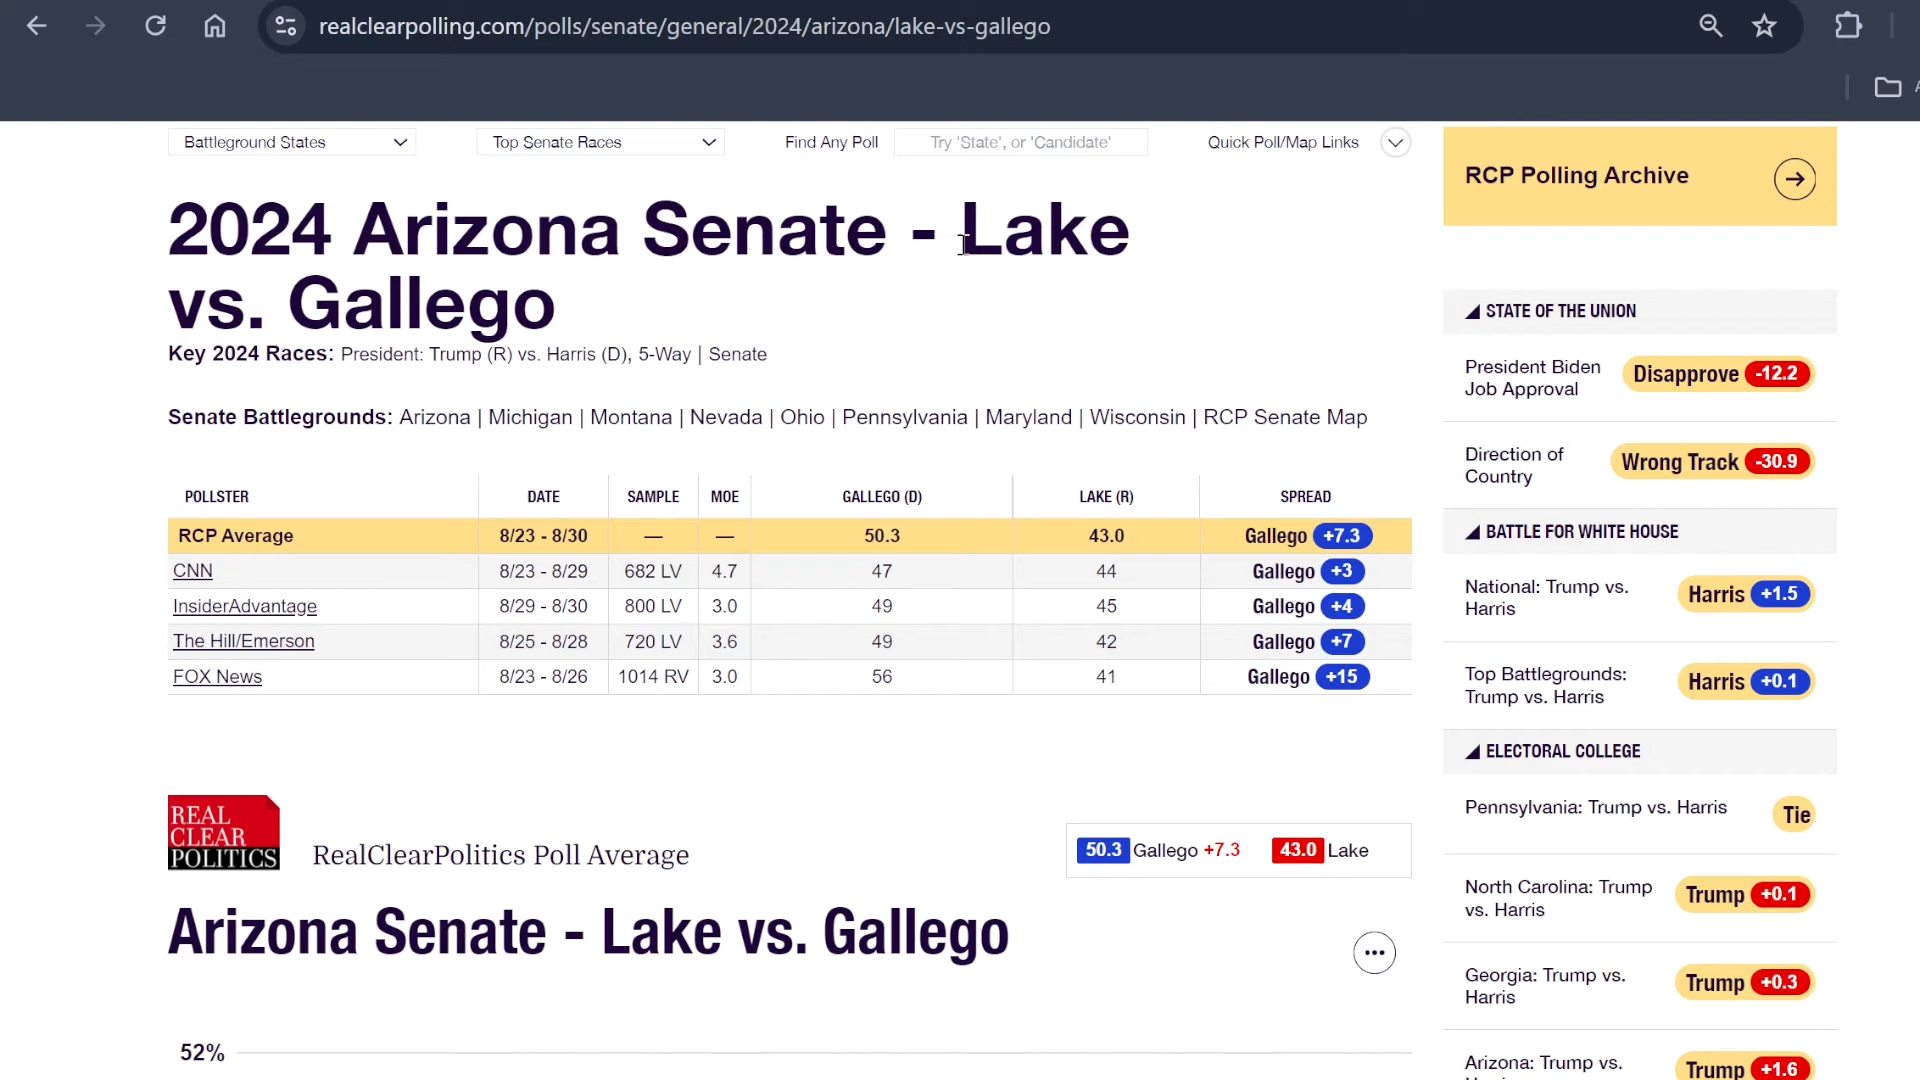 realclearpolling.com/polls/senate/general/2024/arizona/lake-vs-gallego
Battleground States
Top Senate Races
Find Any Poll
Try 'State', or 'Candidate'
Quick Poll/Map Links
2024 Arizona Senate - Lake
vs. Gallego
Key 2024 Races: President: Trump (R) vs. Harris (D), 5-Way | Senate
Senate Battlegrounds: Arizona | Michigan | Montana | Nevada | Ohio | Pennsylvania | Maryland | Wisconsin | RCP Senate Map
POLLSTER DATE SAMPLE MOE GALLEGO (D) LAKE (R) SPREAD
RCP Average 8/23 - 8/30 — — 50.3 43.0 Gallego +7.3
CNN 8/23 - 8/29 682 LV 4.7 47 44 Gallego +3
InsiderAdvantage 8/29 - 8/30 800 LV 3.0 49 45 Gallego +4
The Hill/Emerson 8/25 - 8/28 720 LV 3.6 49 42 Gallego +7
FOX News 8/23 - 8/26 1014 RV 3.0 56 41 Gallego +15
REAL
CLEAR
POLITICS
RealClearPolitics Poll Average
50.3 Gallego +7.3 43.0 Lake
Arizona Senate - Lake vs. Gallego
52%
RCP Polling Archive
STATE OF THE UNION
President Biden
Job Approval
Disapprove -12.2
Direction of
Country
Wrong Track -30.9
BATTLE FOR WHITE HOUSE
National: Trump vs.
Harris
Harris +1.5
Top Battlegrounds:
Trump vs. Harris
Harris +0.1
ELECTORAL COLLEGE
Pennsylvania: Trump vs. Harris
Tie
North Carolina: Trump
vs. Harris
Trump +0.1
Georgia: Trump vs.
Harris
Trump +0.3
Arizona: Trump vs.
Trump +1.6